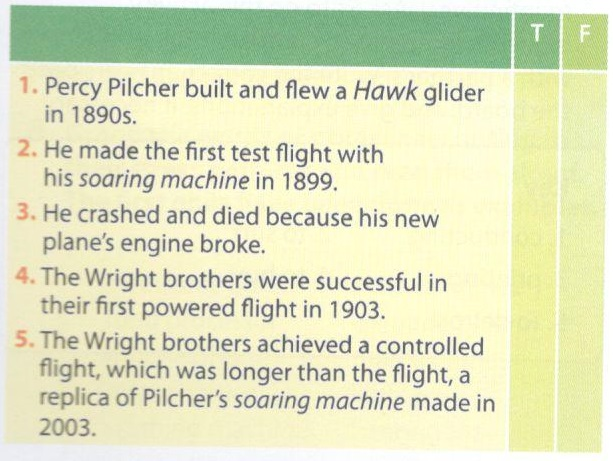 T F
1. Percy Pilcher built and flew a Hawk glider
in 1890s.
2. He made the first test flight with
his soaring machine in 1899.
3. He crashed and died because his new
plane's engine broke.
4. The Wright brothers were successful in
their first powered flight in 1903.
5. The Wright brothers achieved a controlled
flight, which was longer than the flight, a
replica of Pilcher's soaring machine made in
2003.